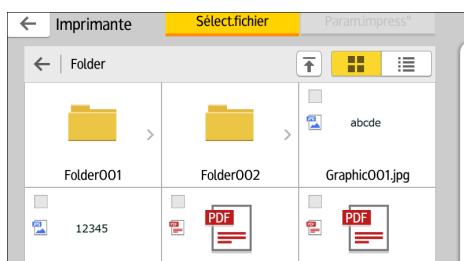 Imprimante
Sélect.fichier
Param.impress°
Folder
abcde
Folder001
Folder002
Graphic001.jpg
12345
PDF
PDF